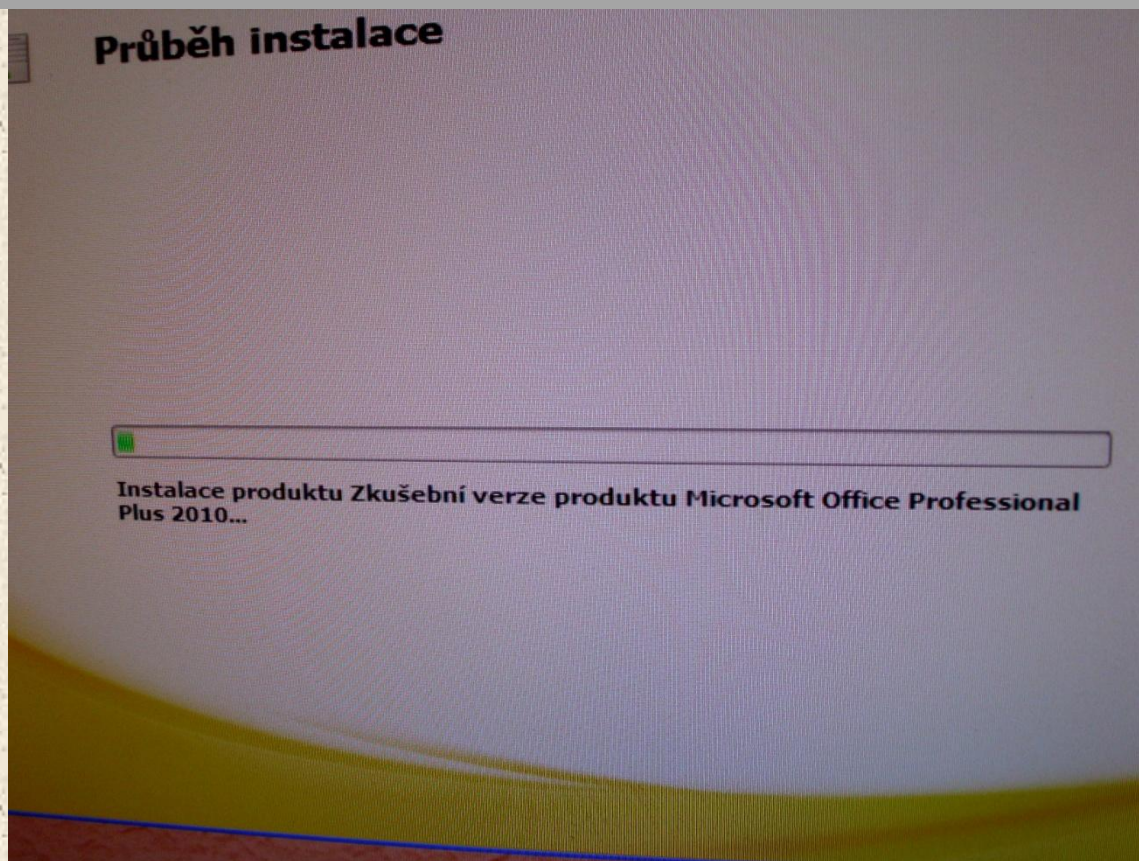 Průběh instalace
Instalace produktu Zkušební verze produktu Microsoft Office Professional
Plus 2010...